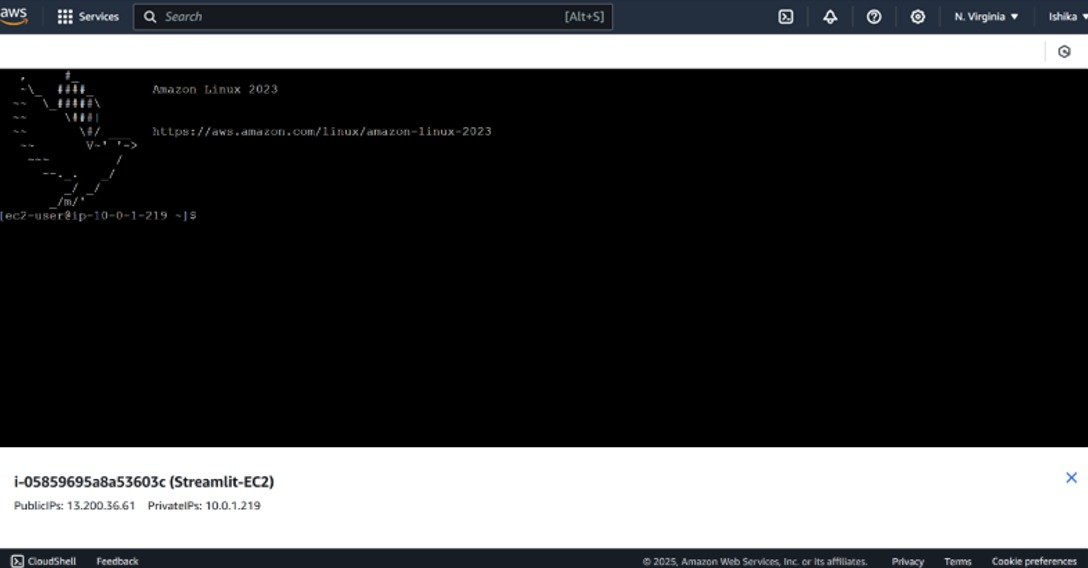 aws Services Search [Alt+S] N. Virginia Ishika
Amazon Linux 2023
https://aws.amazon.com/linux/amazon-linux-2023
[ec2-user@ip-10-0-1-219 ~]$
i-05859695a8a53603c (Streamlit-EC2)
PublicIPs: 13.200.36.61 PrivateIPs: 10.0.1.219
CloudShell Feedback © 2025, Amazon Web Services, Inc. or its affiliates. Privacy Terms Cookie preferences